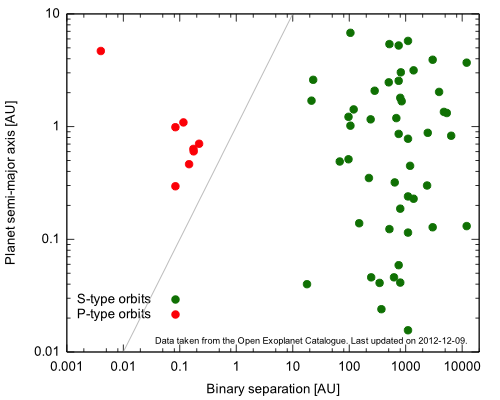 10
1
0.1
0.01
Planet semi-major axis [AU]
S-type orbits
P-type orbits
Data taken from the Open Exoplanet Catalogue. Last updated on 2012-12-09.
0.001 0.01 0.1 1 10 100 1000 10000
Binary separation [AU]